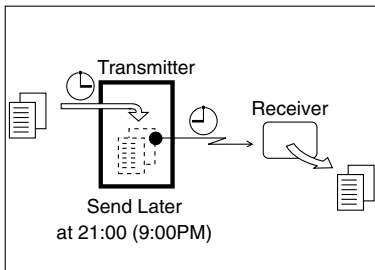 Transmitter
Receiver
Send Later
at 21:00 (9:00PM)